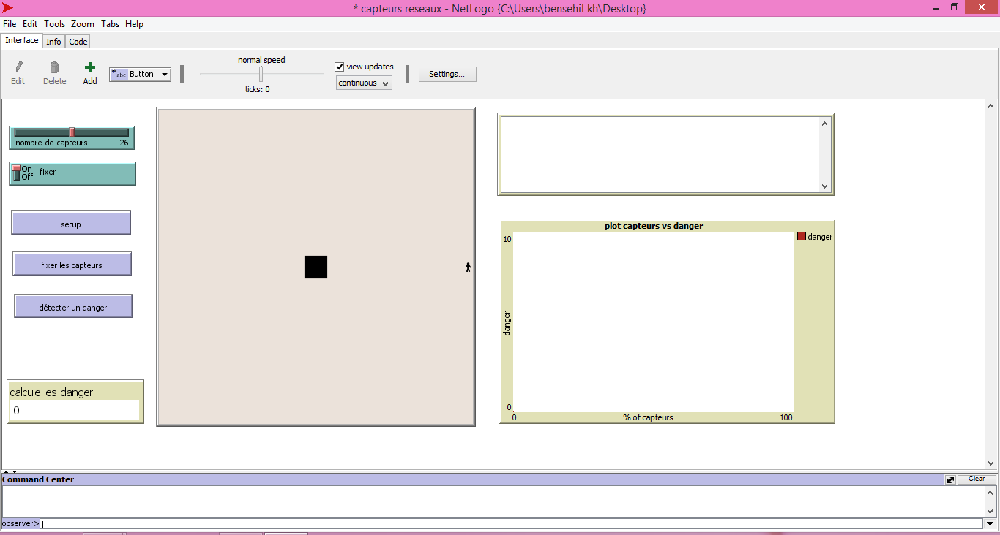 * capteurs reseaux - NetLogo {C:\Users\bensehil kh\Desktop}
File Edit Tools Zoom Tabs Help
Interface Info Code
Edit Delete Add abc Button normal speed ticks: 0 view updates continuous Settings...
nombre-de-capteurs 26
On
Off
fixer
setup
fixer les capteurs
détecter un danger
calcule les danger
0
plot capteurs vs danger
10
danger
danger
0
0 % of capteurs 100
Command Center Clear
observer>